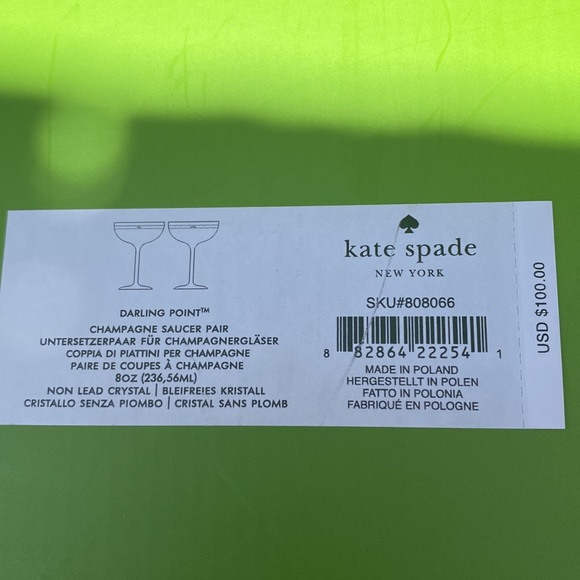 DARLING POINT™
CHAMPAGNE SAUCER PAIR
UNTERSETZERPAAR FÜR CHAMPAGNERGLÄSER
COPPIA DI PIATTINI PER CHAMPAGNE
PAIRE DE COUPES À CHAMPAGNE
8OZ (236,56ML)
NON LEAD CRYSTAL | BLEIFREIES KRISTALL
CRISTALLO SENZA PIOMBO | CRISTAL SANS PLOMB
kate spade
NEW YORK
SKU#808066
8 82864 22254 1
MADE IN POLAND
HERGESTELLT IN POLEN
FATTO IN POLONIA
FABRIQUÉ EN POLOGNE
USD $100.00